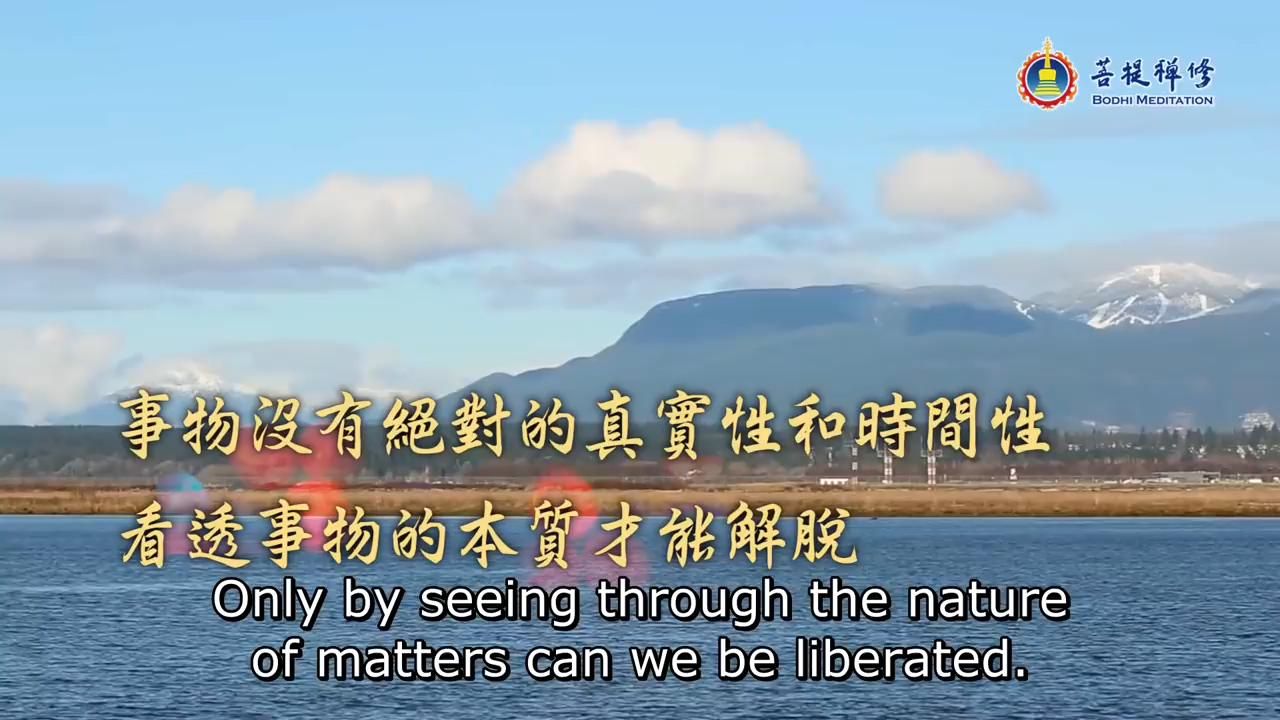 菩提禪修
BODHI MEDITATION
事物沒有絕對的真實性和時間性
看透事物的本質才能解脫
Only by seeing through the nature
of matters can we be liberated.